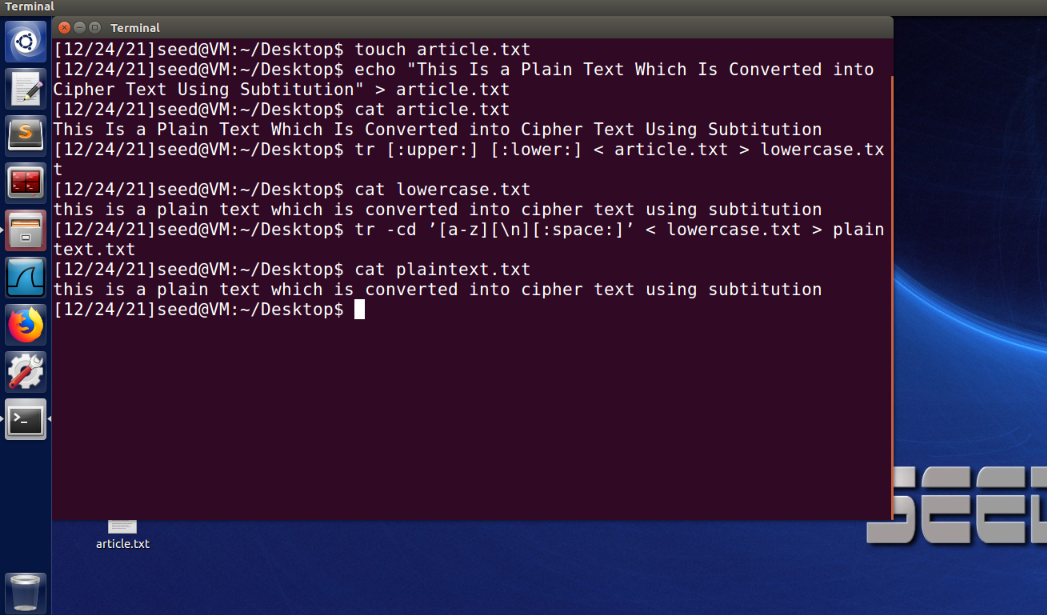 Terminal
Terminal
[12/24/21]seed@VM:~/Desktop$ touch article.txt
[12/24/21]seed@VM:~/Desktop$ echo "This Is a Plain Text Which Is Converted into
Cipher Text Using Subtitution" > article.txt
[12/24/21]seed@VM:~/Desktop$ cat article.txt
This Is a Plain Text Which Is Converted into Cipher Text Using Subtitution
[12/24/21]seed@VM:~/Desktop$ tr [:upper:] [:lower:] < article.txt > lowercase.tx
t
[12/24/21]seed@VM:~/Desktop$ cat lowercase.txt
this is a plain text which is converted into cipher text using subtitution
[12/24/21]seed@VM:~/Desktop$ tr -cd ’[a-z][\n][:space:]’ < lowercase.txt > plain
text.txt
[12/24/21]seed@VM:~/Desktop$ cat plaintext.txt
this is a plain text which is converted into cipher text using subtitution
[12/24/21]seed@VM:~/Desktop$
SEE
article.txt